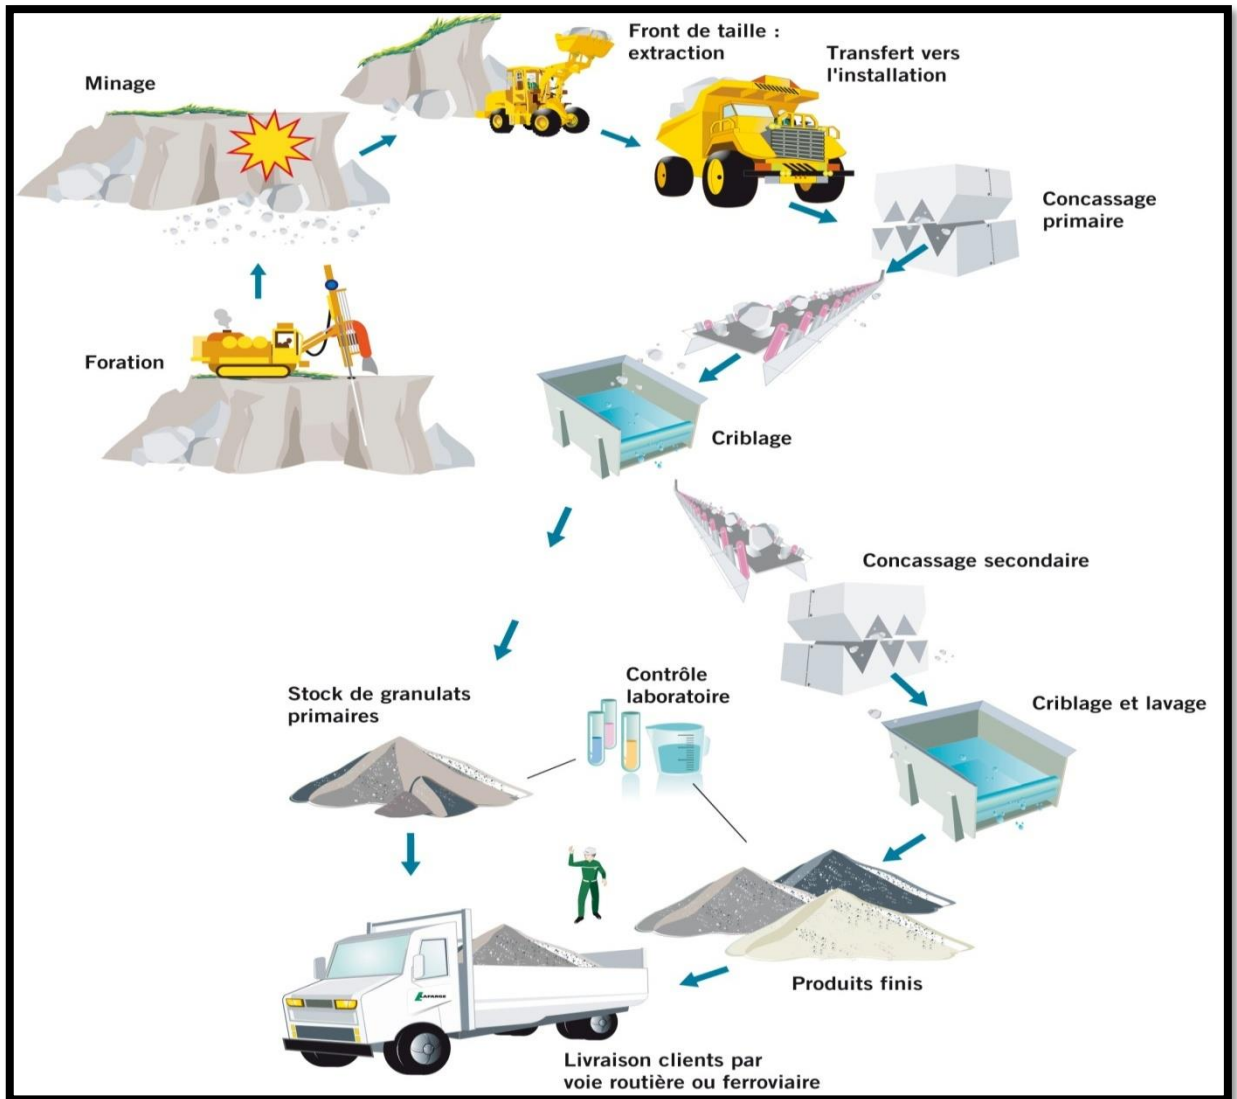 Minage
Front de taille :
extraction
Transfert vers
l'installation
Concassage
primaire
Foration
Criblage
Concassage secondaire
Stock de granulats
primaires
Contrôle
laboratoire
Criblage et lavage
Produits finis
LAFARGE
Livraison clients par
voie routière ou ferroviaire